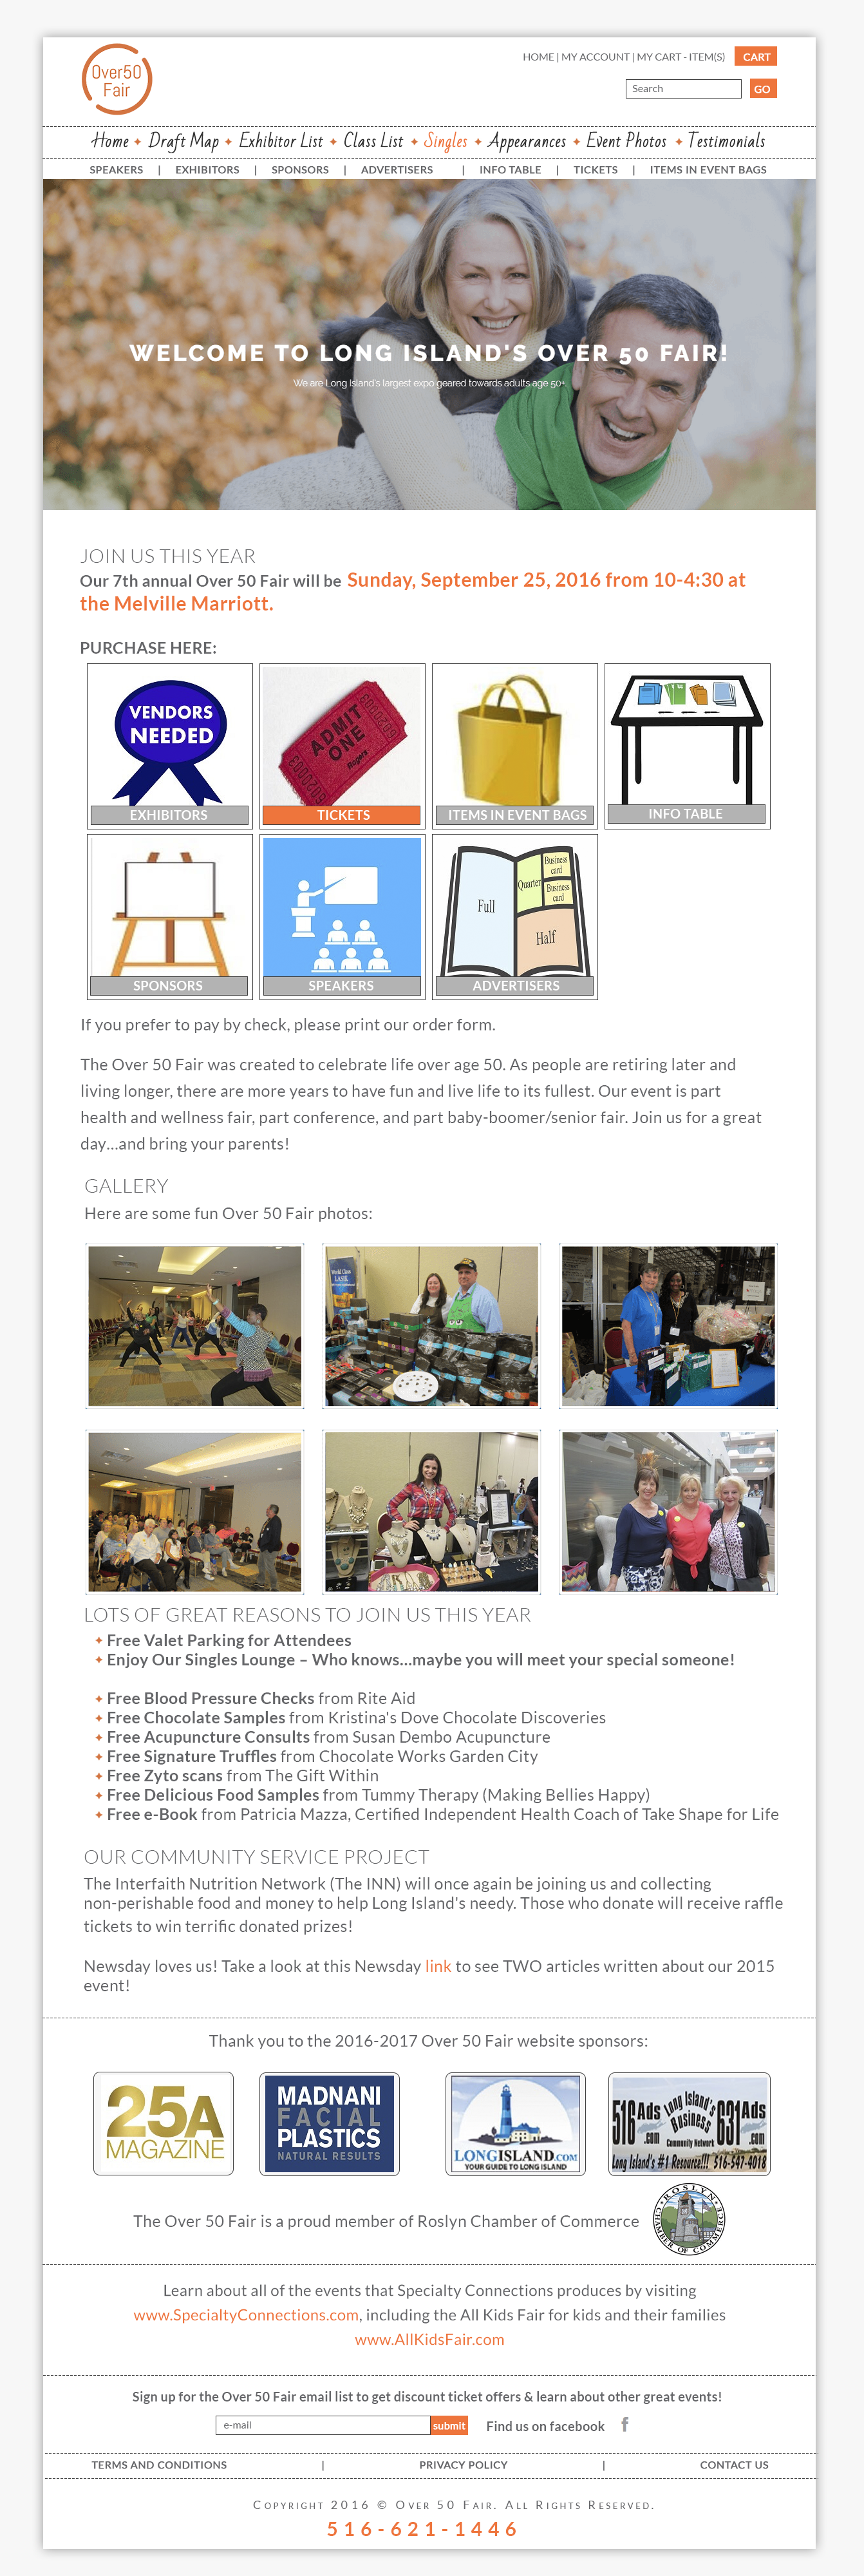 Over50
Fair
HOME | MY ACCOUNT | MY CART - ITEM(S)
CART
Search
GO
Home ✦ Draft Map ✦ Exhibitor List ✦ Class List ✦ Singles ✦ Appearances ✦ Event Photos ✦ Testimonials
SPEAKERS | EXHIBITORS | SPONSORS | ADVERTISERS | INFO TABLE | TICKETS | ITEMS IN EVENT BAGS
WELCOME TO LONG ISLAND'S OVER 50 FAIR!
We are Long Island's largest expo geared towards adults age 50+.
JOIN US THIS YEAR
Our 7th annual Over 50 Fair will be Sunday, September 25, 2016 from 10-4:30 at
the Melville Marriott.
PURCHASE HERE:
VENDORS
NEEDED
EXHIBITORS
ADMIT
ONE
Rogers
6/12003
TICKETS
ITEMS IN EVENT BAGS
INFO TABLE
SPONSORS
SPEAKERS
Full
Quarter
Business
card
Business
card
Half
ADVERTISERS
If you prefer to pay by check, please print our order form.
The Over 50 Fair was created to celebrate life over age 50. As people are retiring later and
living longer, there are more years to have fun and live life to its fullest. Our event is part
health and wellness fair, part conference, and part baby-boomer/senior fair. Join us for a great
day...and bring your parents!
GALLERY
Here are some fun Over 50 Fair photos:
World Class
LASIK
LOTS OF GREAT REASONS TO JOIN US THIS YEAR
✦ Free Valet Parking for Attendees
✦ Enjoy Our Singles Lounge – Who knows...maybe you will meet your special someone!
✦ Free Blood Pressure Checks from Rite Aid
✦ Free Chocolate Samples from Kristina's Dove Chocolate Discoveries
✦ Free Acupuncture Consults from Susan Dembo Acupuncture
✦ Free Signature Truffles from Chocolate Works Garden City
✦ Free Zyto scans from The Gift Within
✦ Free Delicious Food Samples from Tummy Therapy (Making Bellies Happy)
✦ Free e-Book from Patricia Mazza, Certified Independent Health Coach of Take Shape for Life
OUR COMMUNITY SERVICE PROJECT
The Interfaith Nutrition Network (The INN) will once again be joining us and collecting
non-perishable food and money to help Long Island's needy. Those who donate will receive raffle
tickets to win terrific donated prizes!
Newsday loves us! Take a look at this Newsday link to see TWO articles written about our 2015
event!
Thank you to the 2016-2017 Over 50 Fair website sponsors:
25A
MAGAZINE
MADNANI
FACIAL
PLASTICS
NATURAL RESULTS
LONGISLAND.COM
YOUR GUIDE TO LONG ISLAND
516Ads
.com
Long Island's
Business
Community Network
631Ads
.com
Long Island's #1 Resource!!! 516-547-4018
The Over 50 Fair is a proud member of Roslyn Chamber of Commerce
ROSLYN
CHAMBER OF COMMERCE
Learn about all of the events that Specialty Connections produces by visiting
www.SpecialtyConnections.com, including the All Kids Fair for kids and their families
www.AllKidsFair.com
Sign up for the Over 50 Fair email list to get discount ticket offers & learn about other great events!
e-mail
submit
Find us on facebook
f
TERMS AND CONDITIONS | PRIVACY POLICY | CONTACT US
Copyright 2016 © Over 50 Fair. All Rights Reserved.
516-621-1446